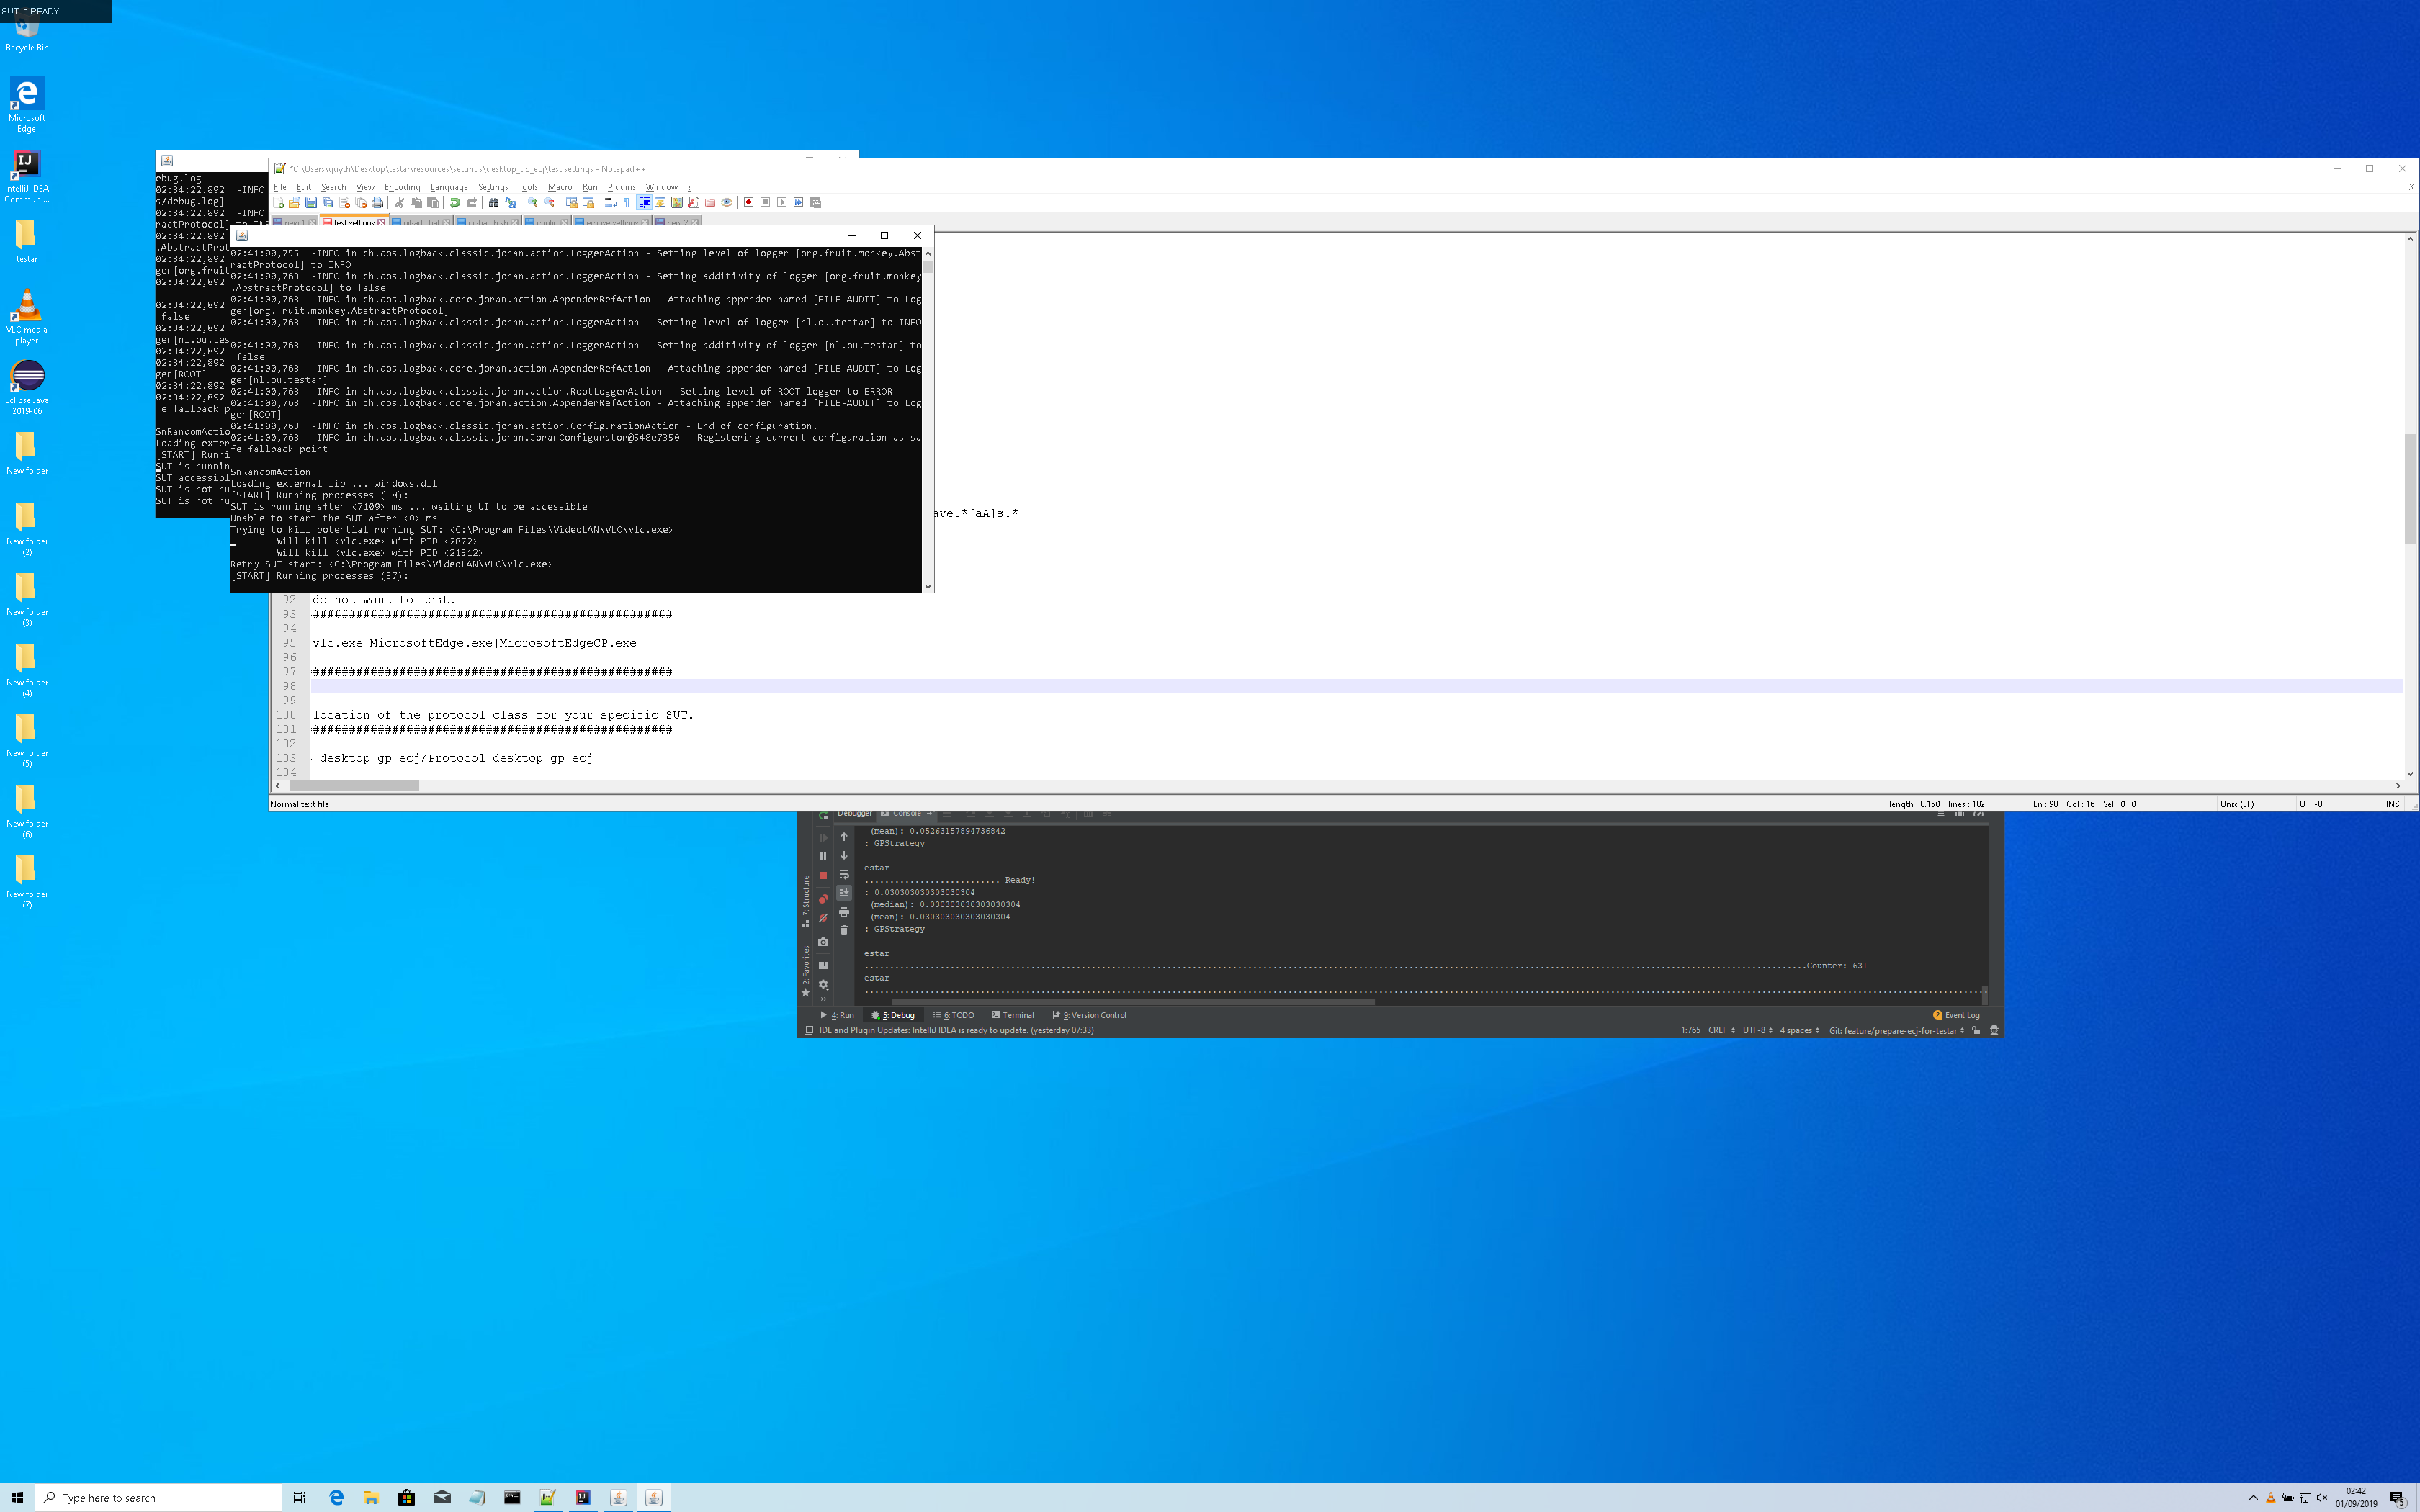 SUT is READY
Recycle Bin
Microsoft
Edge
IntelliJ IDEA
Communi...
testar
VLC media
player
Eclipse Java
2019-06
New folder
New folder
(2)
New folder
(3)
New folder
(4)
New folder
(5)
New folder
(6)
New folder
(7)
ebug.log
02:34:22,892 |-INFO
s/debug.log]
02:34:22,892 |-INFO
ractProtocol] to INF
02:34:22,892
.AbstractProt
02:34:22,892
ger[org.fruit
02:34:22,892
02:34:22,892
false
02:34:22,892
ger[nl.ou.tes
02:34:22,892
02:34:22,892
ger[ROOT]
02:34:22,892
fe fallback p
SnRandomActio
Loading exter
[START] Runni
SUT is runnin
SUT accessibl
SUT is not ru
SUT is not ru
*C:\Users\guyth\Desktop\testar\resources\settings\desktop_gp_ecj\test.settings - Notepad++
File Edit Search View Encoding Language Settings Tools Macro Run Plugins Window ?
new 1 test.settings config eclipse.settings new 2
02:41:00,755 |-INFO in ch.qos.logback.classic.joran.action.LoggerAction - Setting level of logger [org.fruit.monkey.Abst
ractProtocol] to INFO
02:41:00,763 |-INFO in ch.qos.logback.classic.joran.action.LoggerAction - Setting additivity of logger [org.fruit.monkey
.AbstractProtocol] to false
02:41:00,763 |-INFO in ch.qos.logback.core.joran.action.AppenderRefAction - Attaching appender named [FILE-AUDIT] to Log
ger[org.fruit.monkey.AbstractProtocol]
02:41:00,763 |-INFO in ch.qos.logback.classic.joran.action.LoggerAction - Setting level of logger [nl.ou.testar] to INFO
02:41:00,763 |-INFO in ch.qos.logback.classic.joran.action.LoggerAction - Setting additivity of logger [nl.ou.testar] to
false
02:41:00,763 |-INFO in ch.qos.logback.core.joran.action.AppenderRefAction - Attaching appender named [FILE-AUDIT] to Log
ger[nl.ou.testar]
02:41:00,763 |-INFO in ch.qos.logback.classic.joran.action.RootLoggerAction - Setting level of ROOT logger to ERROR
02:41:00,763 |-INFO in ch.qos.logback.core.joran.action.AppenderRefAction - Attaching appender named [FILE-AUDIT] to Log
ger[ROOT]
02:41:00,763 |-INFO in ch.qos.logback.classic.joran.action.ConfigurationAction - End of configuration.
02:41:00,763 |-INFO in ch.qos.logback.classic.joran.JoranConfigurator@548e7350 - Registering current configuration as sa
fe fallback point
SnRandomAction
Loading external lib ... windows.dll
[START] Running processes (38):
SUT is running after <7109> ms ... waiting UI to be accessible
Unable to start the SUT after <0> ms
Trying to kill potential running SUT: <C:\Program Files\VideoLAN\VLC\vlc.exe>
Will kill <vlc.exe> with PID <2872>
Will kill <vlc.exe> with PID <21512>
Retry SUT start: <C:\Program Files\VideoLAN\VLC\vlc.exe>
[START] Running processes (37):
ave.*[aA]s.*
92 do not want to test.
93 ##################################################
94
95 vlc.exe|MicrosoftEdge.exe|MicrosoftEdgeCP.exe
96
97 ##################################################
98
99
100 location of the protocol class for your specific SUT.
101 ##################################################
102
103 = desktop_gp_ecj/Protocol_desktop_gp_ecj
104
Normal text file length : 8.150 lines : 182 Ln : 98 Col : 16 Sel : 0 | 0 Unix (LF) UTF-8 INS
Debugger Console
(mean): 0.05263157894736842
: GPStrategy
estar
........................... Ready!
: 0.030303030303030304
(median): 0.030303030303030304
(mean): 0.030303030303030304
: GPStrategy
estar
Counter: 631
estar
Z: Structure
2: Favorites
4: Run 5: Debug 6: TODO Terminal 9: Version Control 2 Event Log
IDE and Plugin Updates: IntelliJ IDEA is ready to update. (yesterday 07:33) 1:765 CRLF UTF-8 4 spaces Git: feature/prepare-ecj-for-testar
Type here to search
02:42
01/09/2019
5